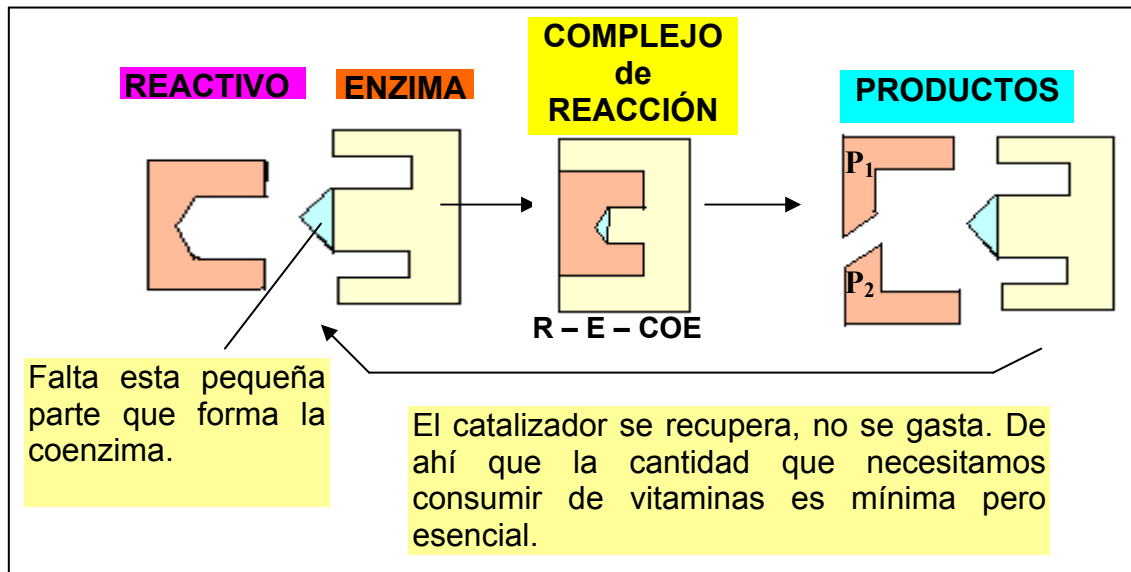 REACTIVO
ENZIMA
COMPLEJO
de
REACCIÓN
PRODUCTOS
P₁
P₂
R – E – COE
Falta esta pequeña
parte que forma la
coenzima.
El catalizador se recupera, no se gasta. De
ahí que la cantidad que necesitamos
consumir de vitaminas es mínima pero
esencial.